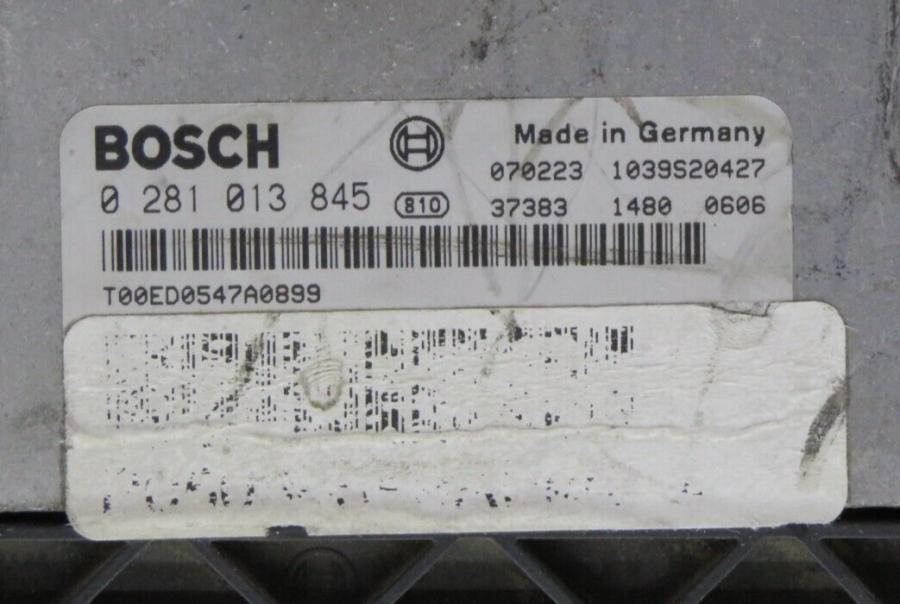 BOSCH
Made in Germany
070223 1039S20427
0 281 013 845 810 37383 1480 0606
T00ED0547A0899